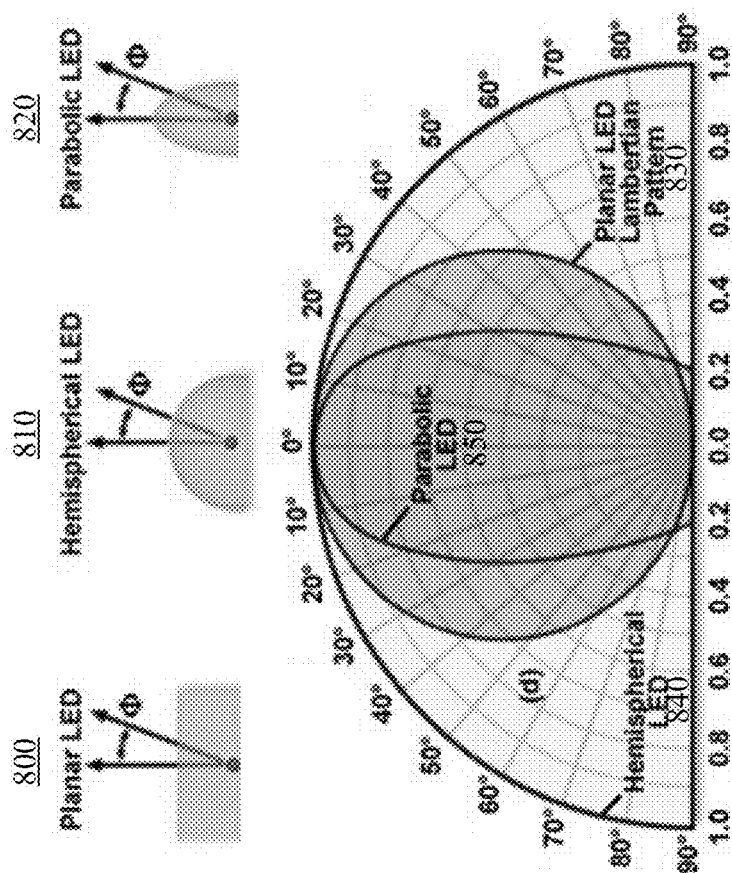 800
Planar LED
Φ
810
Hemispherical LED
Φ
820
Parabolic LED
Φ
90°
80°
70°
60°
50°
40°
30°
20°
10°
0°
10°
20°
30°
40°
50°
60°
70°
80°
90°
Hemispherical
LED
840
(d)
Parabolic
LED
850
Planar LED
Lambertian
Pattern
830
1.0
0.8
0.6
0.4
0.2
0.0
0.2
0.4
0.6
0.8
1.0